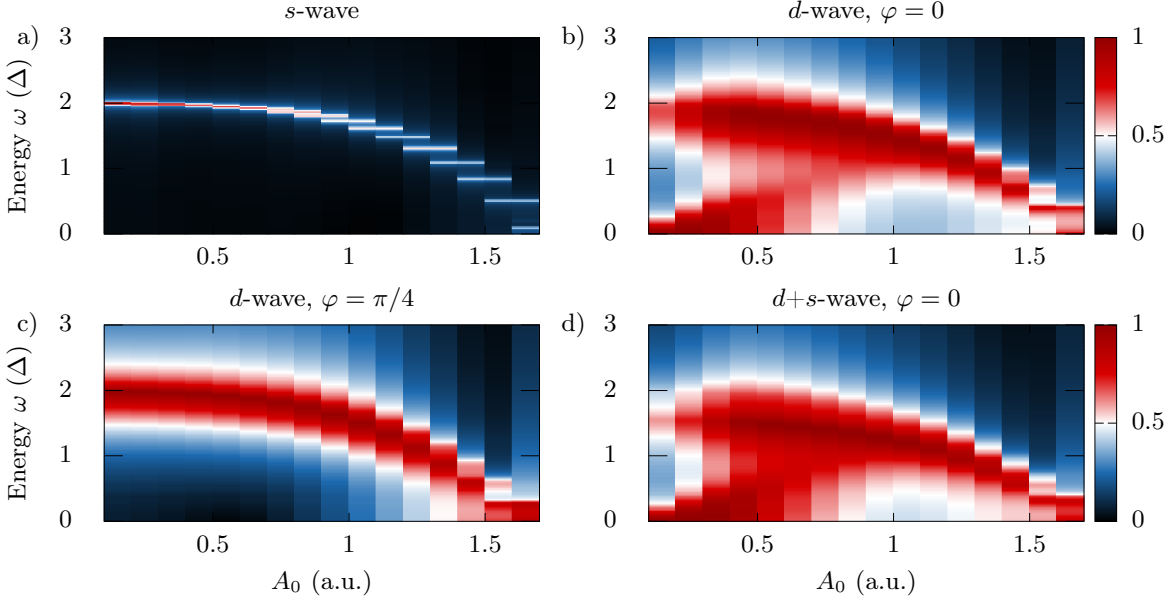 s-wave
a)
3
2
1
0
0.5
1
1.5
Energy ω (Δ)
d-wave, φ = 0
b)
3
2
1
0
0.5
1
1.5
1
0.5
0
d-wave, φ = π/4
c)
3
2
1
0
0.5
1
1.5
Energy ω (Δ)
A₀ (a.u.)
d+s-wave, φ = 0
d)
3
2
1
0
0.5
1
1.5
A₀ (a.u.)
1
0.5
0